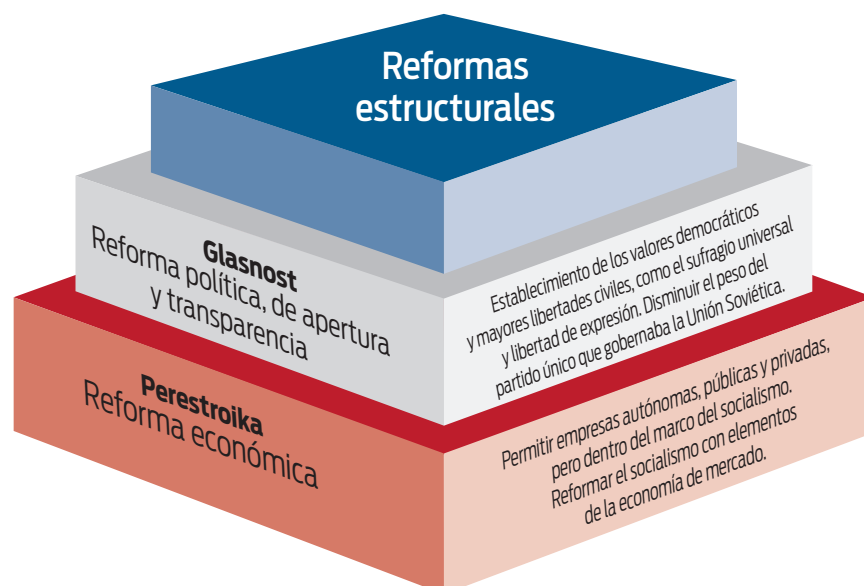 Reformas
estructurales
Glasnost
Reforma política, de apertura
y transparencia
Establecimiento de los valores democráticos
y mayores libertades civiles, como el sufragio universal
y libertad de expresión. Disminuir el peso del
partido único que gobernaba la Unión Soviética.
Perestroika
Reforma económica
Permitir empresas autónomas, públicas y privadas,
pero dentro del marco del socialismo.
Reformar el socialismo con elementos
de la economía de mercado.